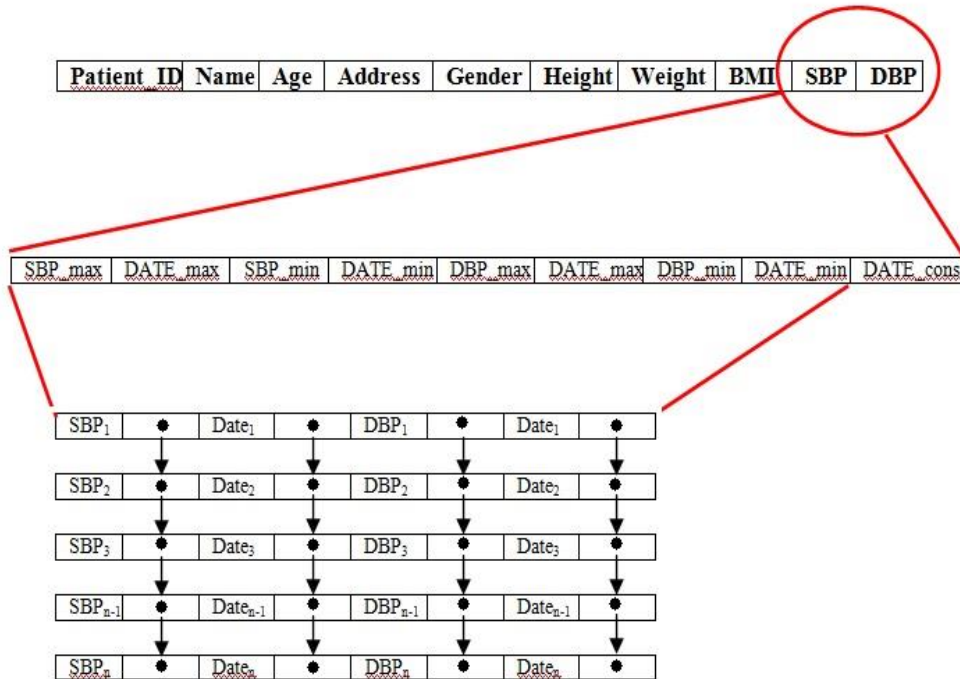 Patient_ID Name Age Address Gender Height Weight BMI SBP DBP
SBP_max DATE_max SBP_min DATE_min DBP_max DATE_max DBP_min DATE_min DATE_cons
SBP₁ Date₁ DBP₁ Date₁
SBP₂ Date₂ DBP₂ Date₂
SBP₃ Date₃ DBP₃ Date₃
SBPₙ₋₁ Dateₙ₋₁ DBPₙ₋₁ Dateₙ₋₁
SBPₙ Dateₙ DBPₙ Dateₙ